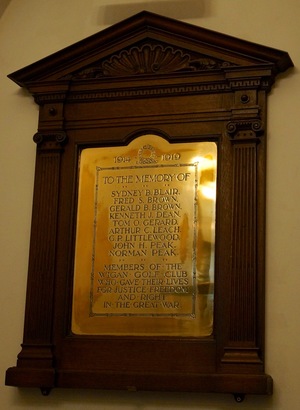 1914 1919
TO THE MEMORY OF
SYDNEY B. BLAIR.
FRED S. BROWN.
GERALD B. BROWN.
KENNETH J. DEAN.
TOM O. GERARD.
ARTHUR C. LEACH.
G. P. LITTLEWOOD.
JOHN H. PEAK.
NORMAN PEAK.
MEMBERS OF THE
WIGAN GOLF CLUB
WHO GAVE THEIR LIVES
FOR JUSTICE FREEDOM
AND RIGHT
IN THE GREAT WAR.